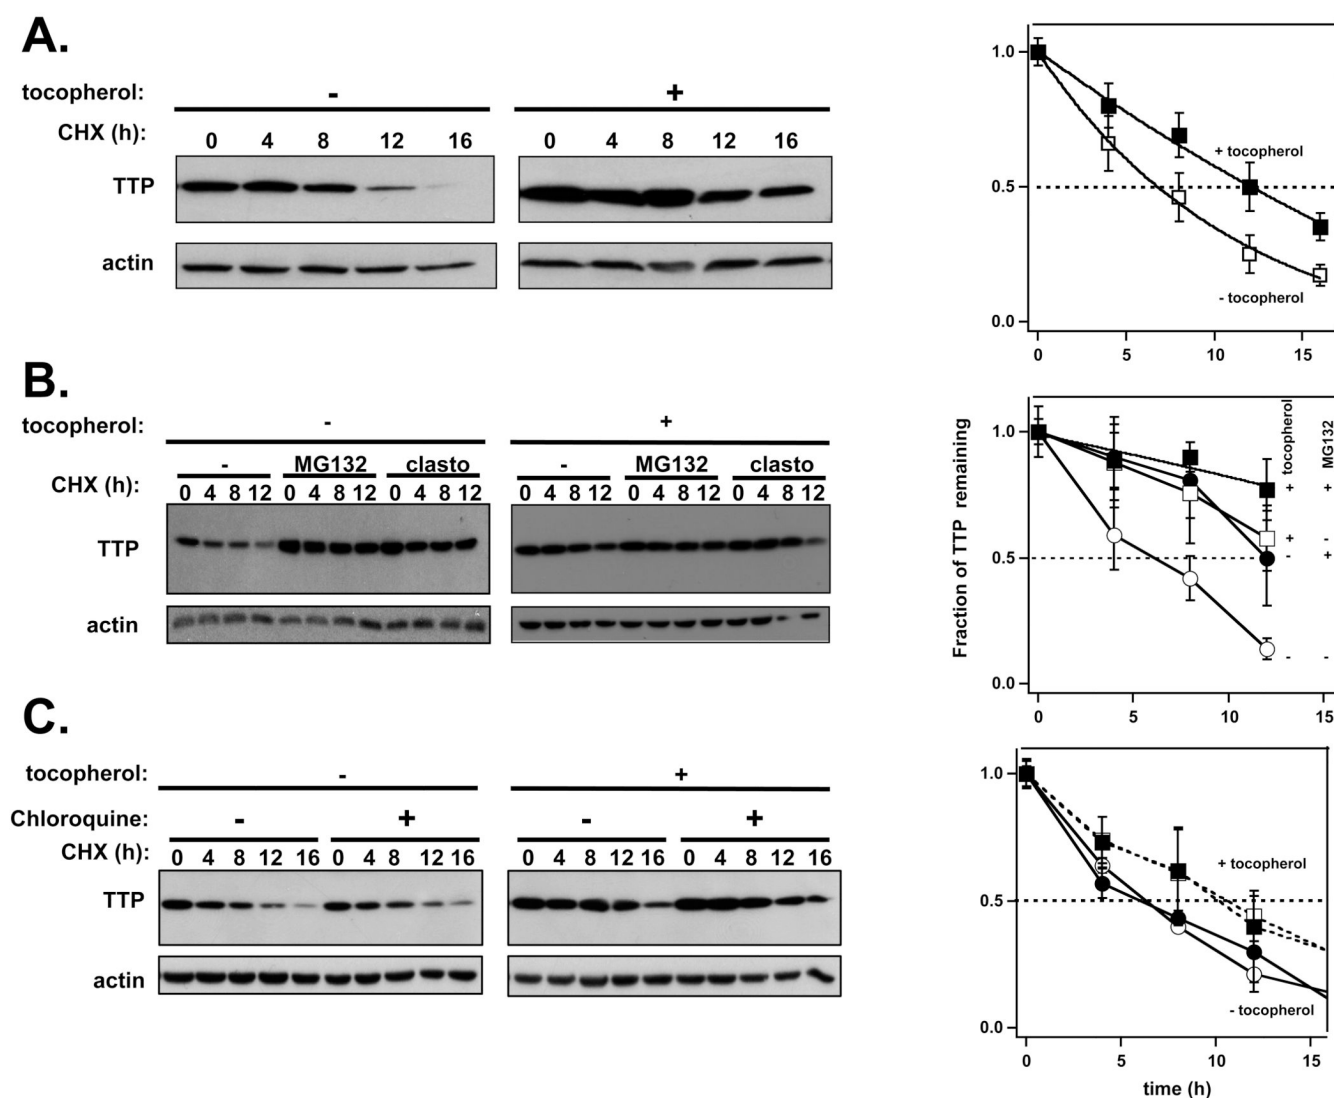 A.
tocopherol: - +
CHX (h): 0 4 8 12 16 0 4 8 12 16
TTP
actin
1.0
0.5
0.0
+ tocopherol
- tocopherol
0 5 10 15
B.
tocopherol: - +
- MG132 clasto - MG132 clasto
CHX (h): 0 4 8 12 0 4 8 12 0 4 8 12 0 4 8 12 0 4 8 12 0 4 8 12
TTP
actin
Fraction of TTP remaining
1.0
0.5
0.0
tocopherol MG132
+ +
+ -
- +
- -
0 5 10 15
C.
tocopherol: - +
Chloroquine: - + - +
CHX (h): 0 4 8 12 16 0 4 8 12 16 0 4 8 12 16 0 4 8 12 16
TTP
actin
1.0
0.5
0.0
+ tocopherol
- tocopherol
0 5 10 15
time (h)